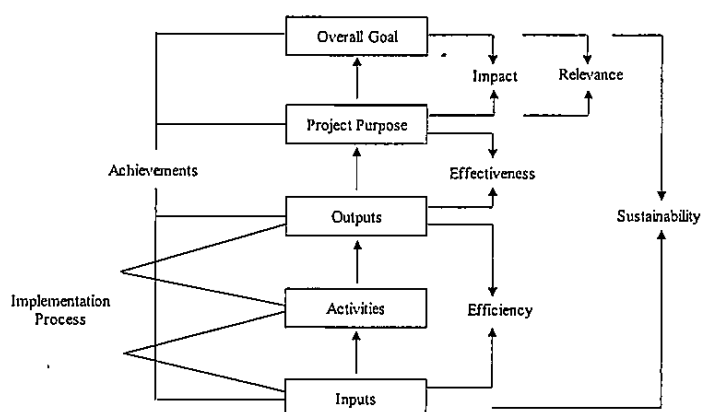 Overall Goal
Impact
Relevance
Project Purpose
Achievements
Effectiveness
Outputs
Sustainability
Implementation
Process
Activities
Efficiency
Inputs